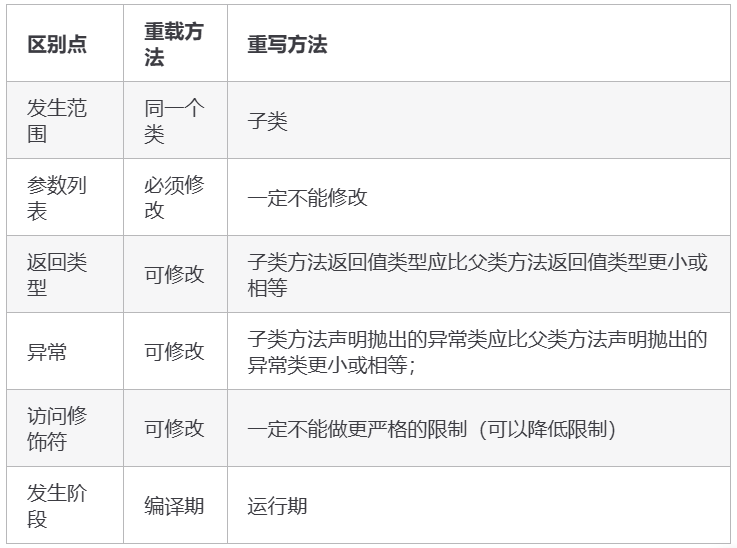 区别点
重载方
法
重写方法
发生范
围
同一个
类
子类
参数列
表
必须修
改
一定不能修改
返回类
型
可修改
子类方法返回值类型应比父类方法返回值类型更小或
相等
异常
可修改
子类方法声明抛出的异常类应比父类方法声明抛出的
异常类更小或相等；
访问修
饰符
可修改
一定不能做更严格的限制（可以降低限制）
发生阶
段
编译期
运行期